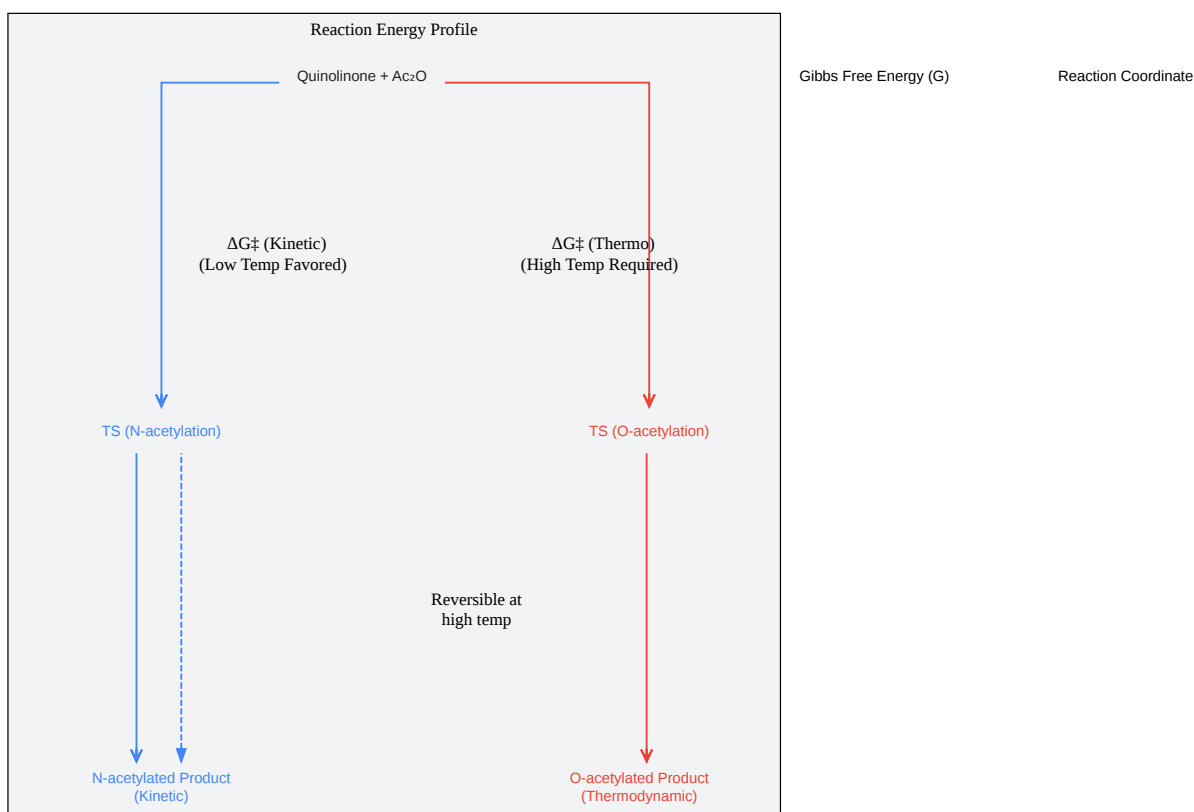 Reaction Energy Profile
Quinolinone + Ac₂O
Gibbs Free Energy (G)
Reaction Coordinate
ΔG‡ (Kinetic)
(Low Temp Favored)
ΔG‡ (Thermo)
(High Temp Required)
TS (N-acetylation)
TS (O-acetylation)
Reversible at
high temp
N-acetylated Product
(Kinetic)
O-acetylated Product
(Thermodynamic)